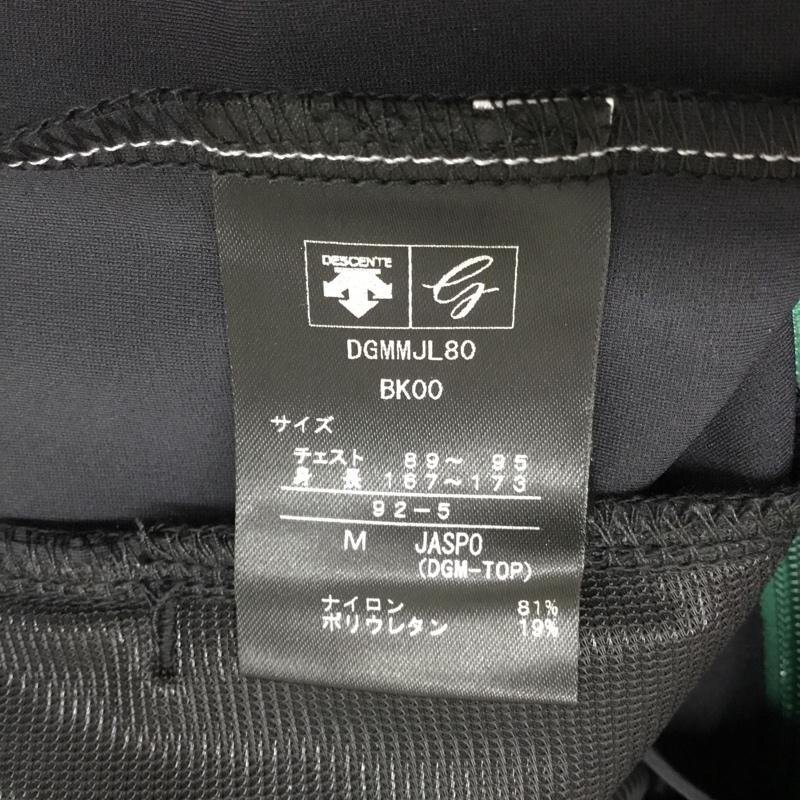 DESCENTE G
DGMMJL80
BK00
サイズ
チェスト 89～ 95
身長 167～173
92-5
M JASPO
(DGM-TOP)
ナイロン 81%
ポリウレタン 19%